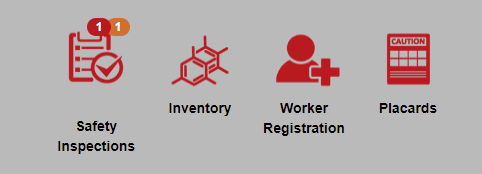 1 1
CAUTION
Inventory
Worker
Registration
Placards
Safety
Inspections